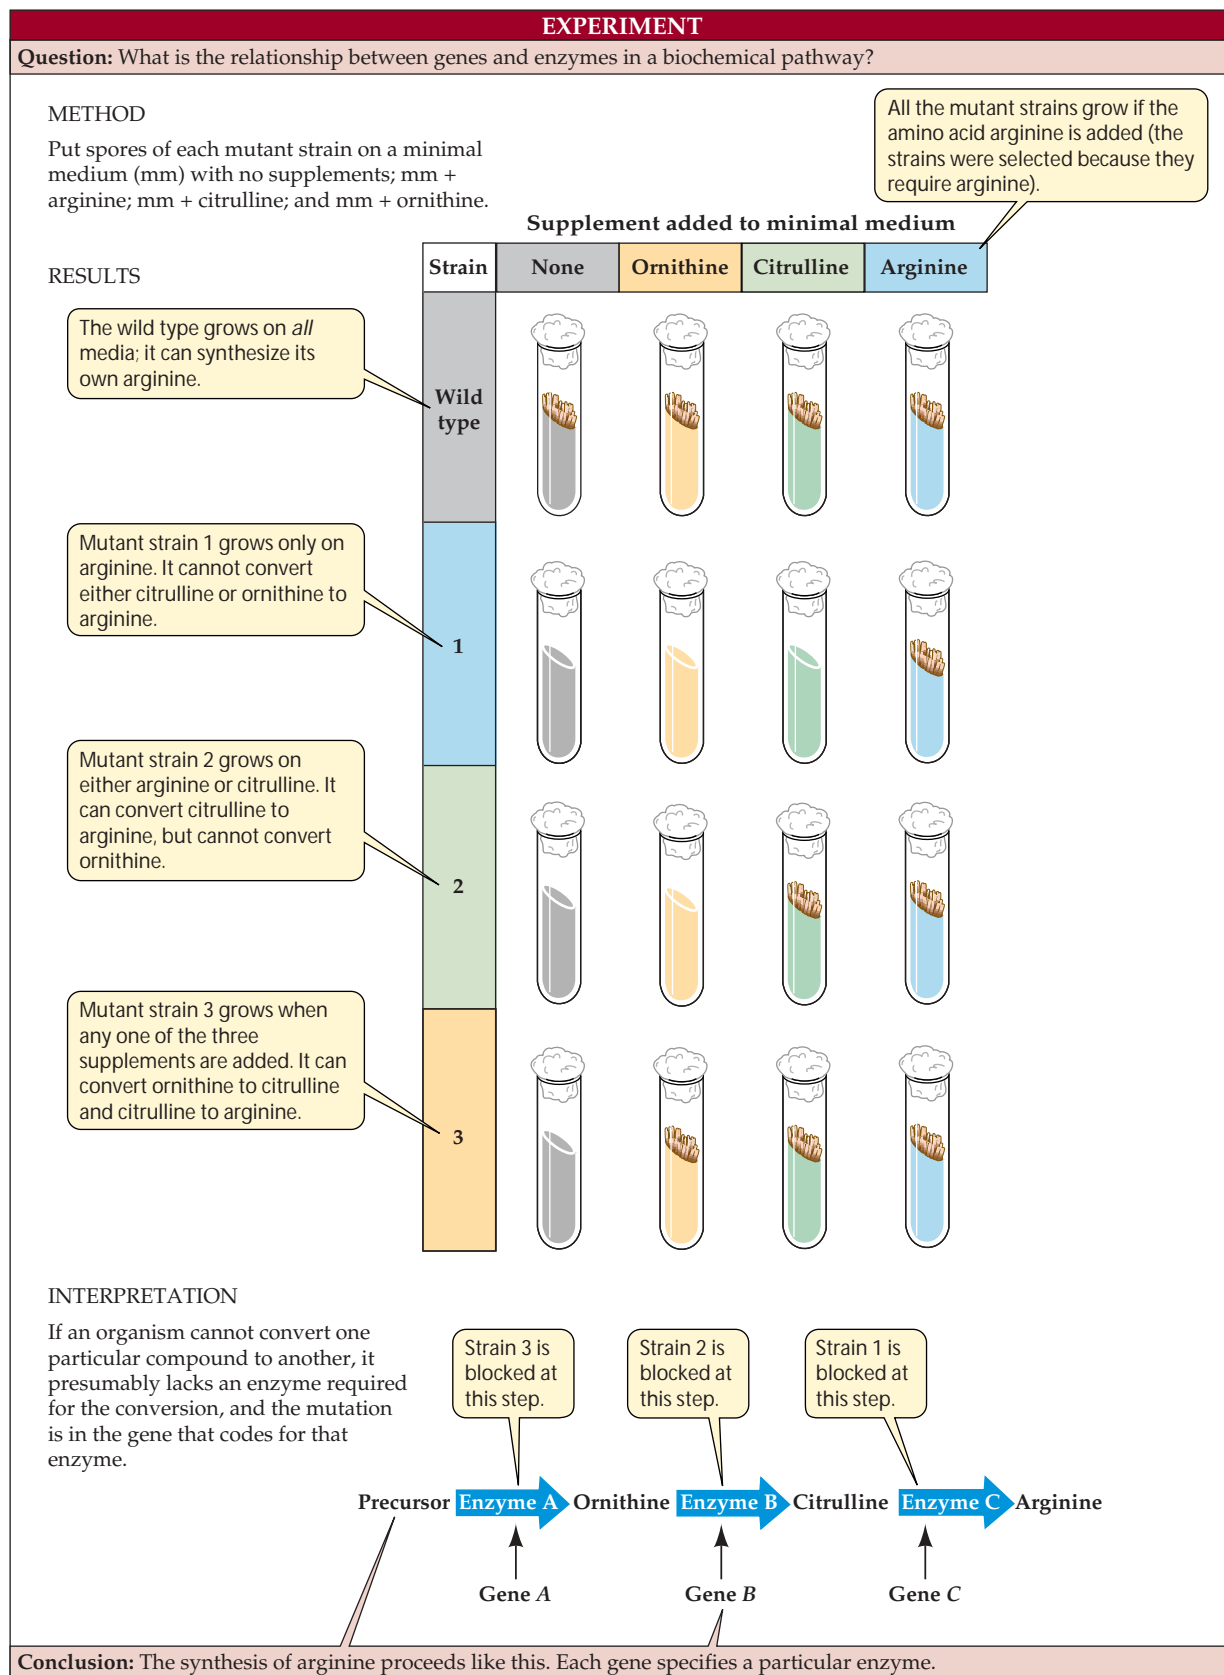 EXPERIMENT
Question: What is the relationship between genes and enzymes in a biochemical pathway?
METHOD
Put spores of each mutant strain on a minimal
medium (mm) with no supplements; mm +
arginine; mm + citrulline; and mm + ornithine.
All the mutant strains grow if the
amino acid arginine is added (the
strains were selected because they
require arginine).
Supplement added to minimal medium
RESULTS
Strain None Ornithine Citrulline Arginine
The wild type grows on all
media; it can synthesize its
own arginine.
Wild
type
Mutant strain 1 grows only on
arginine. It cannot convert
either citrulline or ornithine to
arginine.
1
Mutant strain 2 grows on
either arginine or citrulline. It
can convert citrulline to
arginine, but cannot convert
ornithine.
2
Mutant strain 3 grows when
any one of the three
supplements are added. It can
convert ornithine to citrulline
and citrulline to arginine.
3
INTERPRETATION
If an organism cannot convert one
particular compound to another, it
presumably lacks an enzyme required
for the conversion, and the mutation
is in the gene that codes for that
enzyme.
Strain 3 is
blocked at
this step.
Strain 2 is
blocked at
this step.
Strain 1 is
blocked at
this step.
Precursor Enzyme A Ornithine Enzyme B Citrulline Enzyme C Arginine
Gene A Gene B Gene C
Conclusion: The synthesis of arginine proceeds like this. Each gene specifies a particular enzyme.